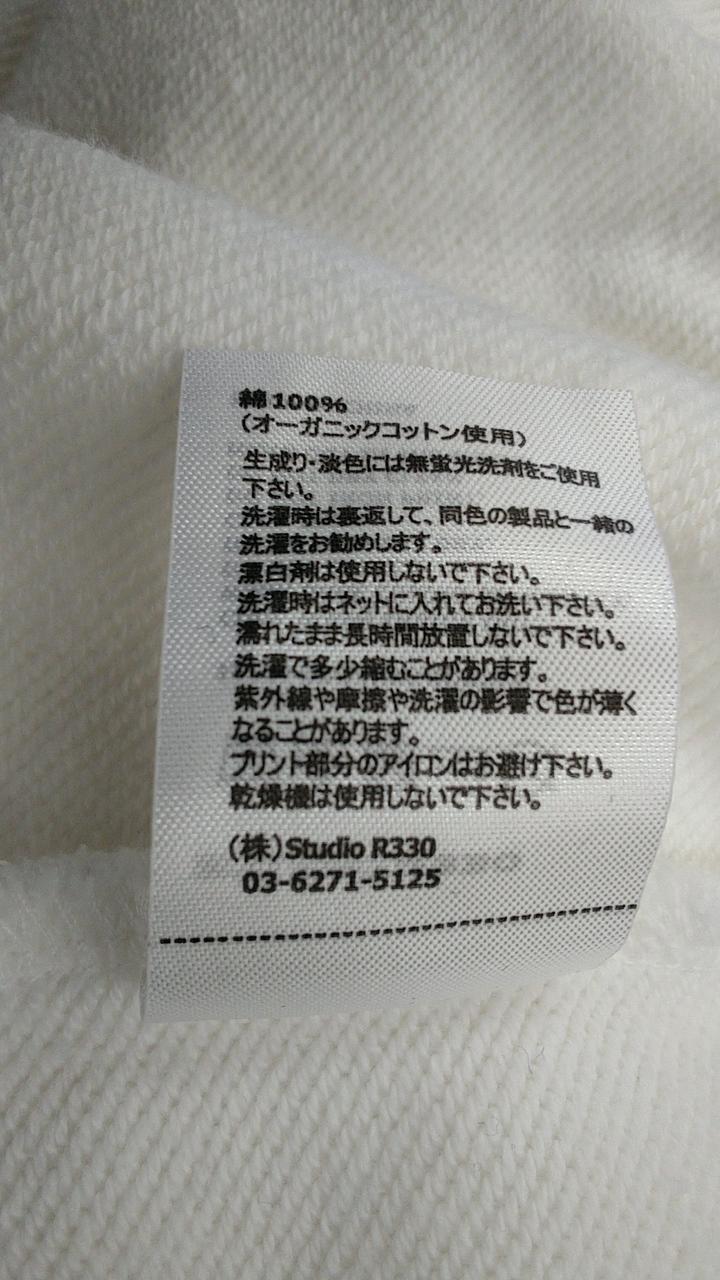 綿100%
(オーガニックコットン使用)
生成り・淡色には無蛍光洗剤をご使用
下さい。
洗濯時は裏返して、同色の製品と一緒の
洗濯をお勧めします。
漂白剤は使用しないで下さい。
洗濯時はネットに入れてお洗い下さい。
濡れたまま長時間放置しないで下さい。
洗濯で多少縮むことがあります。
紫外線や摩擦や洗濯の影響で色が薄く
なることがあります。
プリント部分のアイロンはお避け下さい。
乾燥機は使用しないで下さい。
(株)Studio R330
03-6271-5125